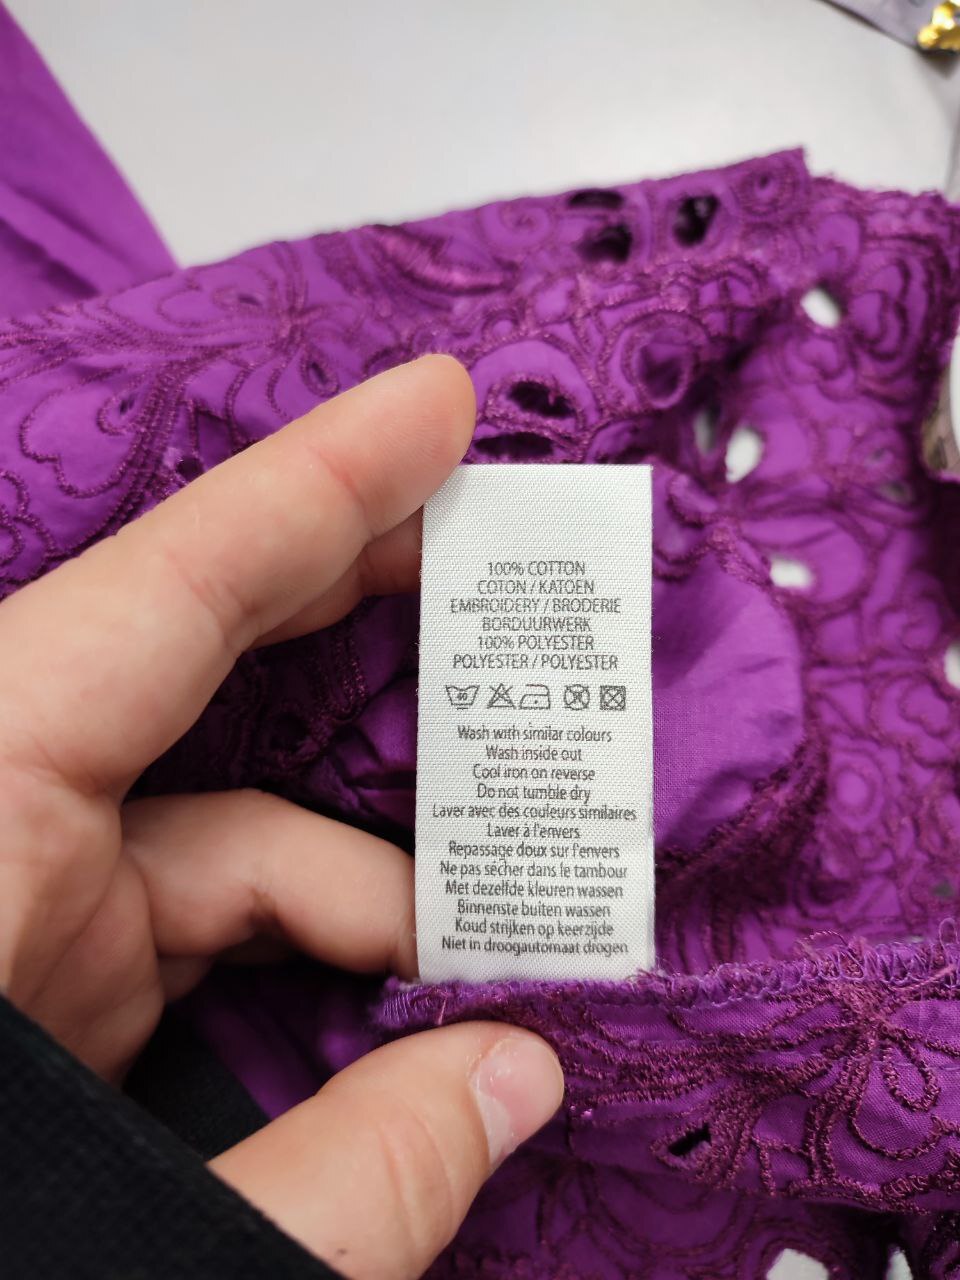 100% COTTON
COTON / KATOEN
EMBROIDERY / BRODERIE
BORDUURWERK
100% POLYESTER
POLYESTER / POLYESTER
Wash with similar colours
Wash inside out
Cool iron on reverse
Do not tumble dry
Laver avec des couleurs similaires
Laver à l'envers
Repassage doux sur l'envers
Ne pas sécher dans le tambour
Met dezelfde kleuren wassen
Binnenste buiten wassen
Koud strijken op keerzijde
Niet in droogautomaat drogen